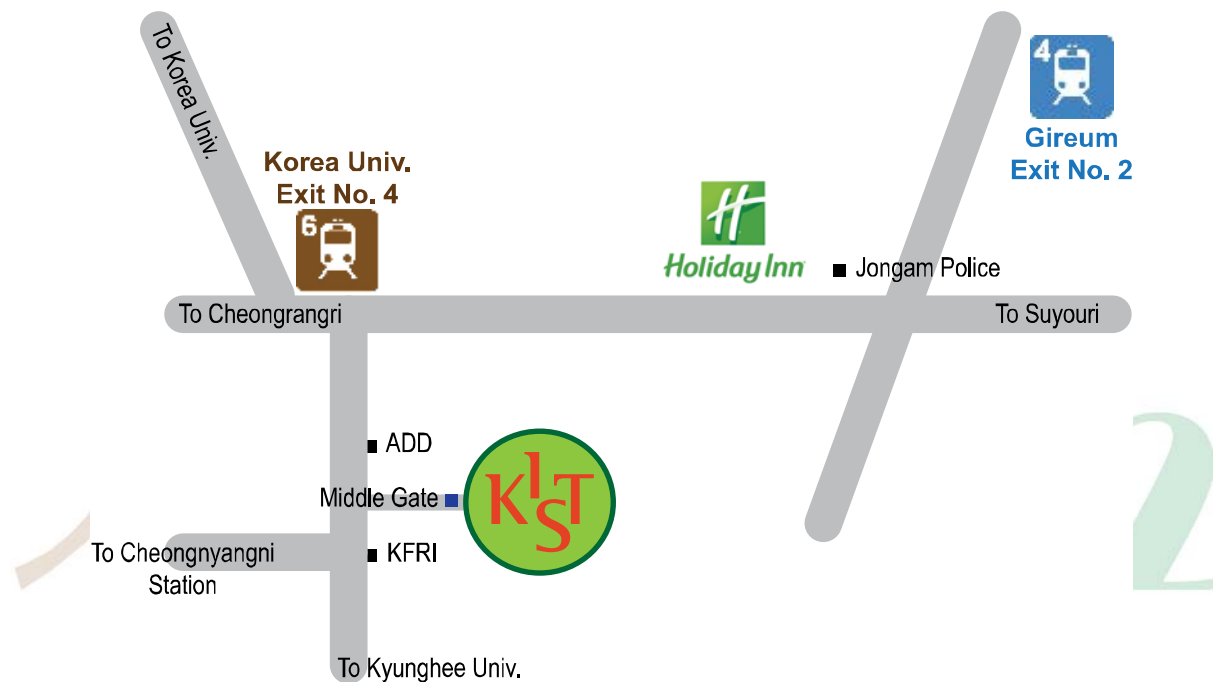 To Korea Univ.
4
Gireum
Exit No. 2
Korea Univ.
Exit No. 4
6
H
Holiday Inn
Jongam Police
To Cheongrangri
To Suyouri
ADD
Middle Gate
KIST
KFRI
To Cheongnyangni
Station
To Kyunghee Univ.
2